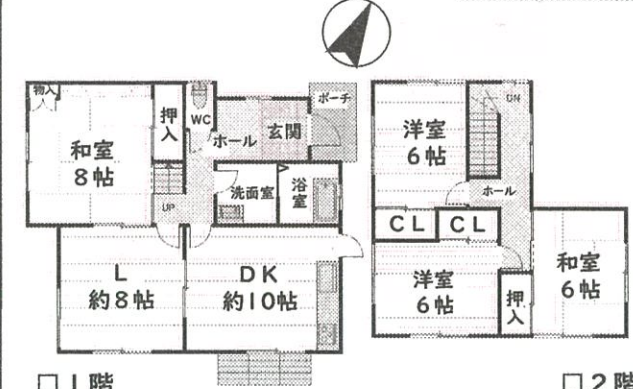 物入
和室
8帖
押入
WC
ホール
玄関
ポーチ
UP
洗面室
浴室
L
約8帖
DK
約10帖
□1階
洋室
6帖
DN
ホール
CL
CL
洋室
6帖
押入
和室
6帖
□2階